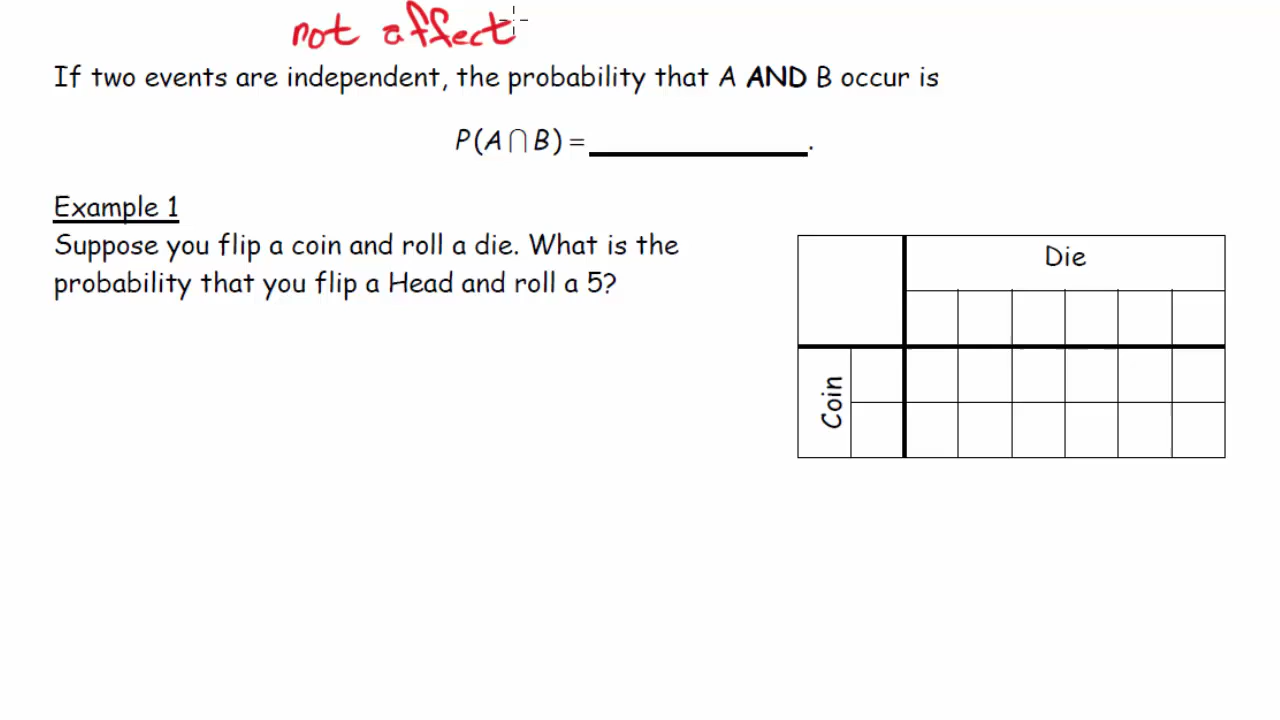 not affect
If two events are independent, the probability that A AND B occur is
P(A ∩ B) = ____________.
Example 1
Suppose you flip a coin and roll a die. What is the
probability that you flip a Head and roll a 5?
Die
Coin